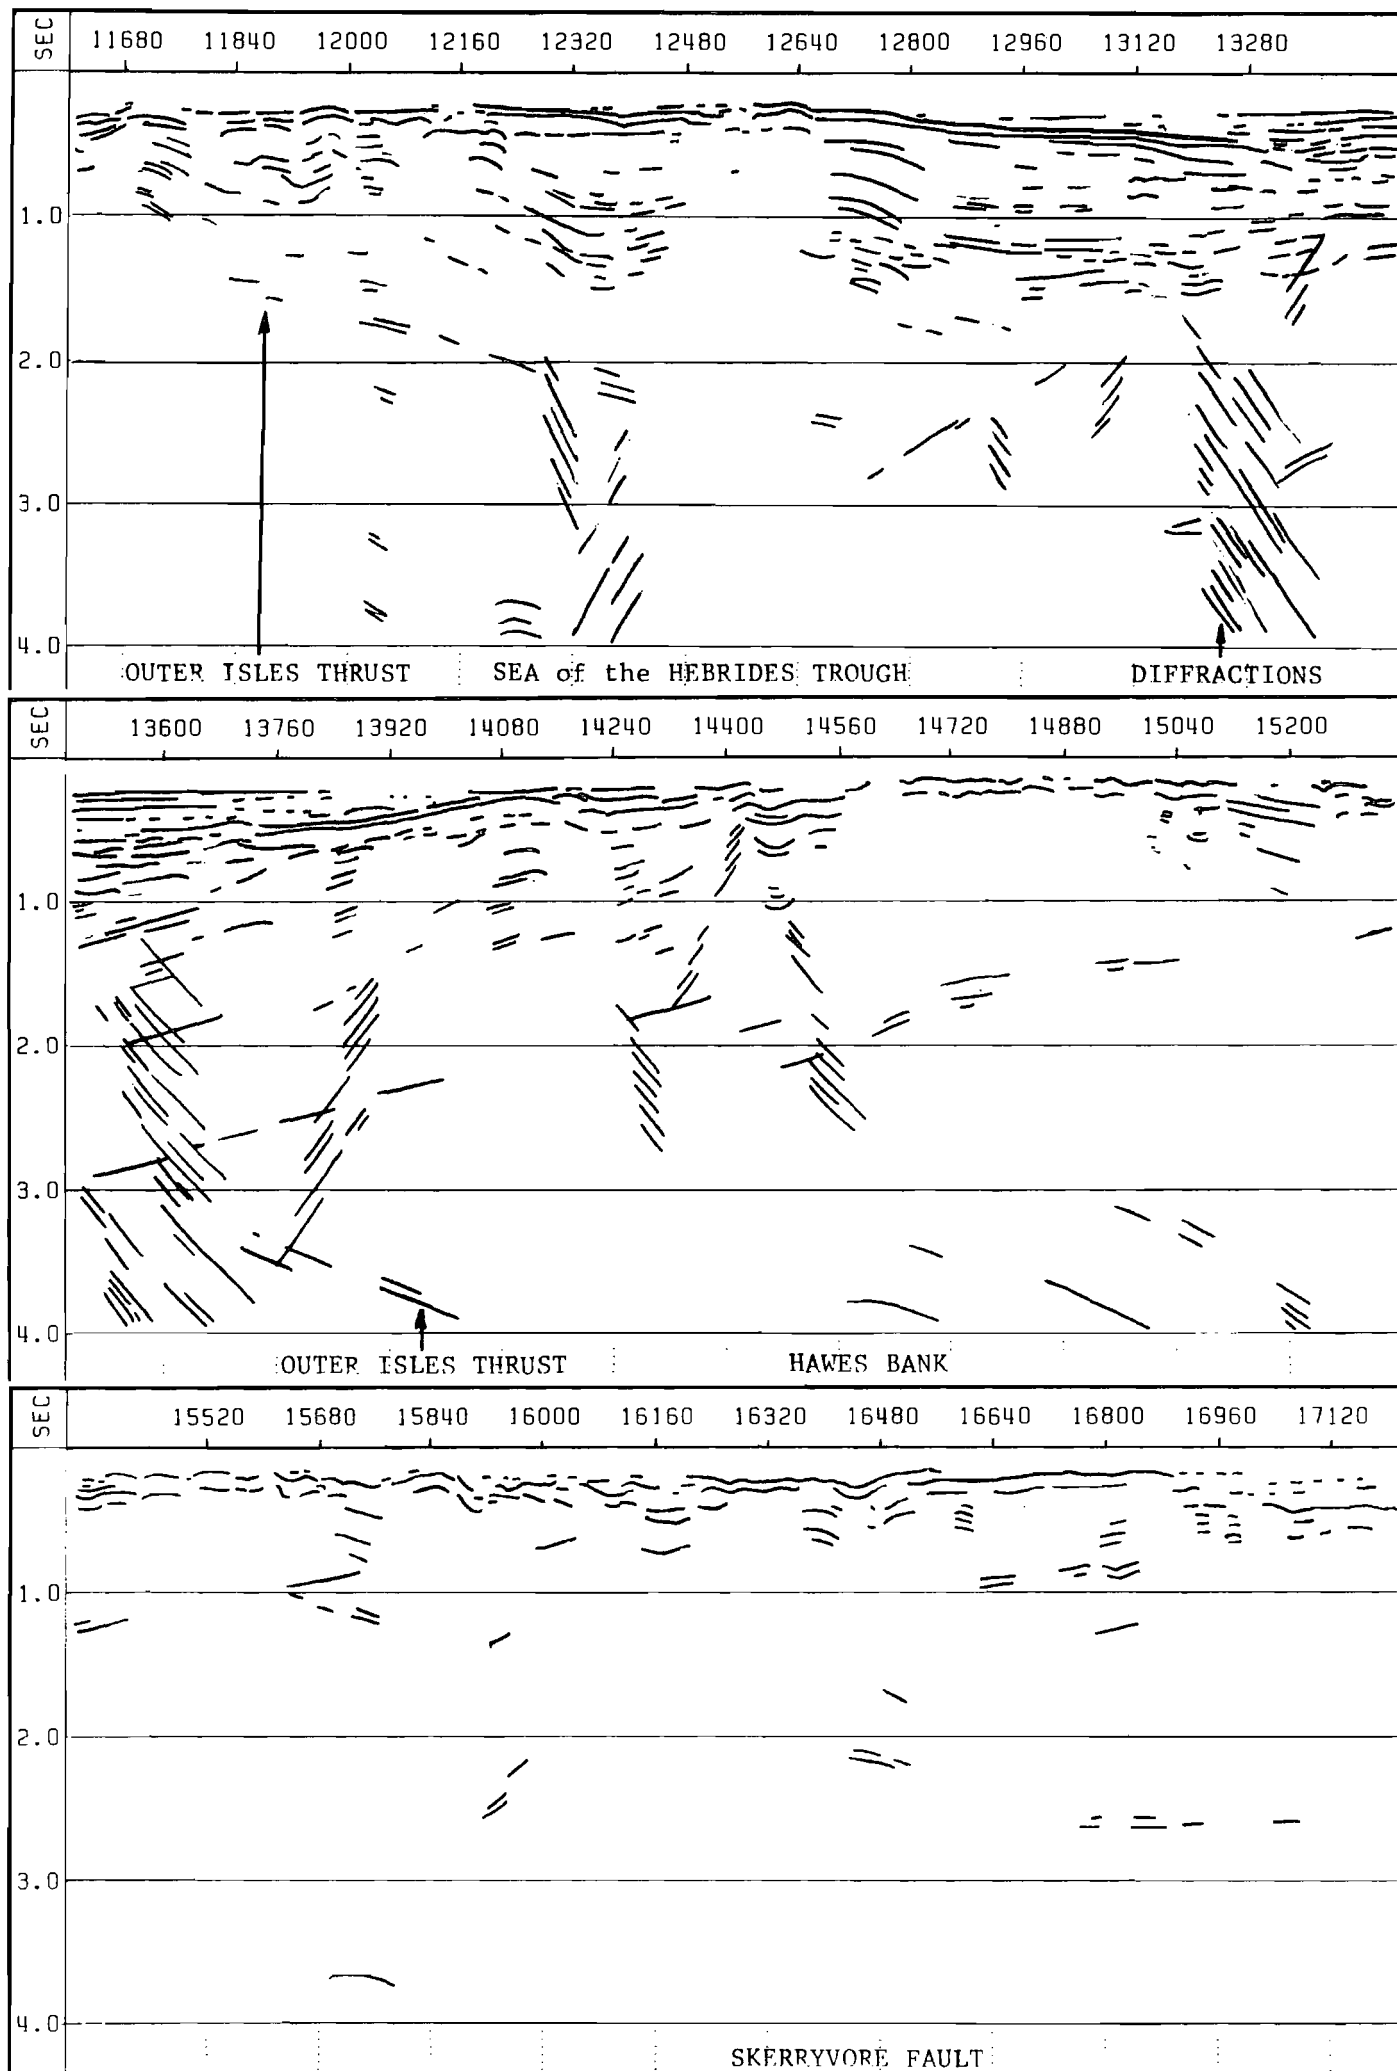 SEC 11680 11840 12000 12160 12320 12480 12640 12800 12960 13120 13280
1.0
2.0
3.0
4.0
OUTER ISLES THRUST SEA of the HEBRIDES TROUGH DIFFRACTIONS
SEC 13600 13760 13920 14080 14240 14400 14560 14720 14880 15040 15200
1.0
2.0
3.0
4.0
OUTER ISLES THRUST HAWES BANK
SEC 15520 15680 15840 16000 16160 16320 16480 16640 16800 16960 17120
1.0
2.0
3.0
4.0
SKERRYVORE FAULT